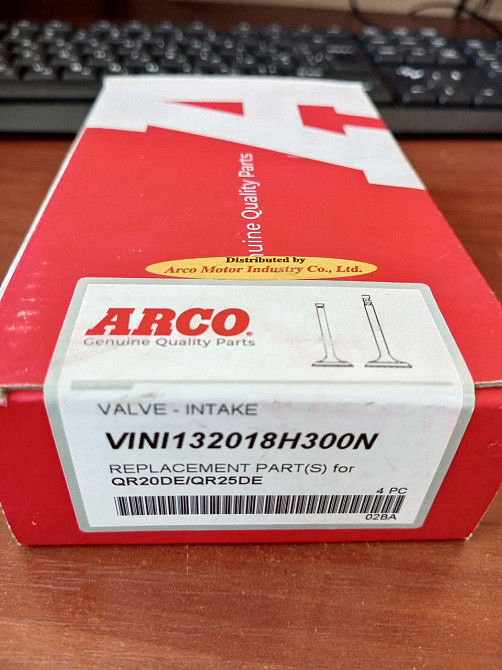 uine Quality Parts
Distributed by
Arco Motor Industry Co., Ltd.
ARCO®
Genuine Quality Parts
VALVE - INTAKE
VINI132018H300N
REPLACEMENT PART(S) for
QR20DE/QR25DE
4 PC
02BA